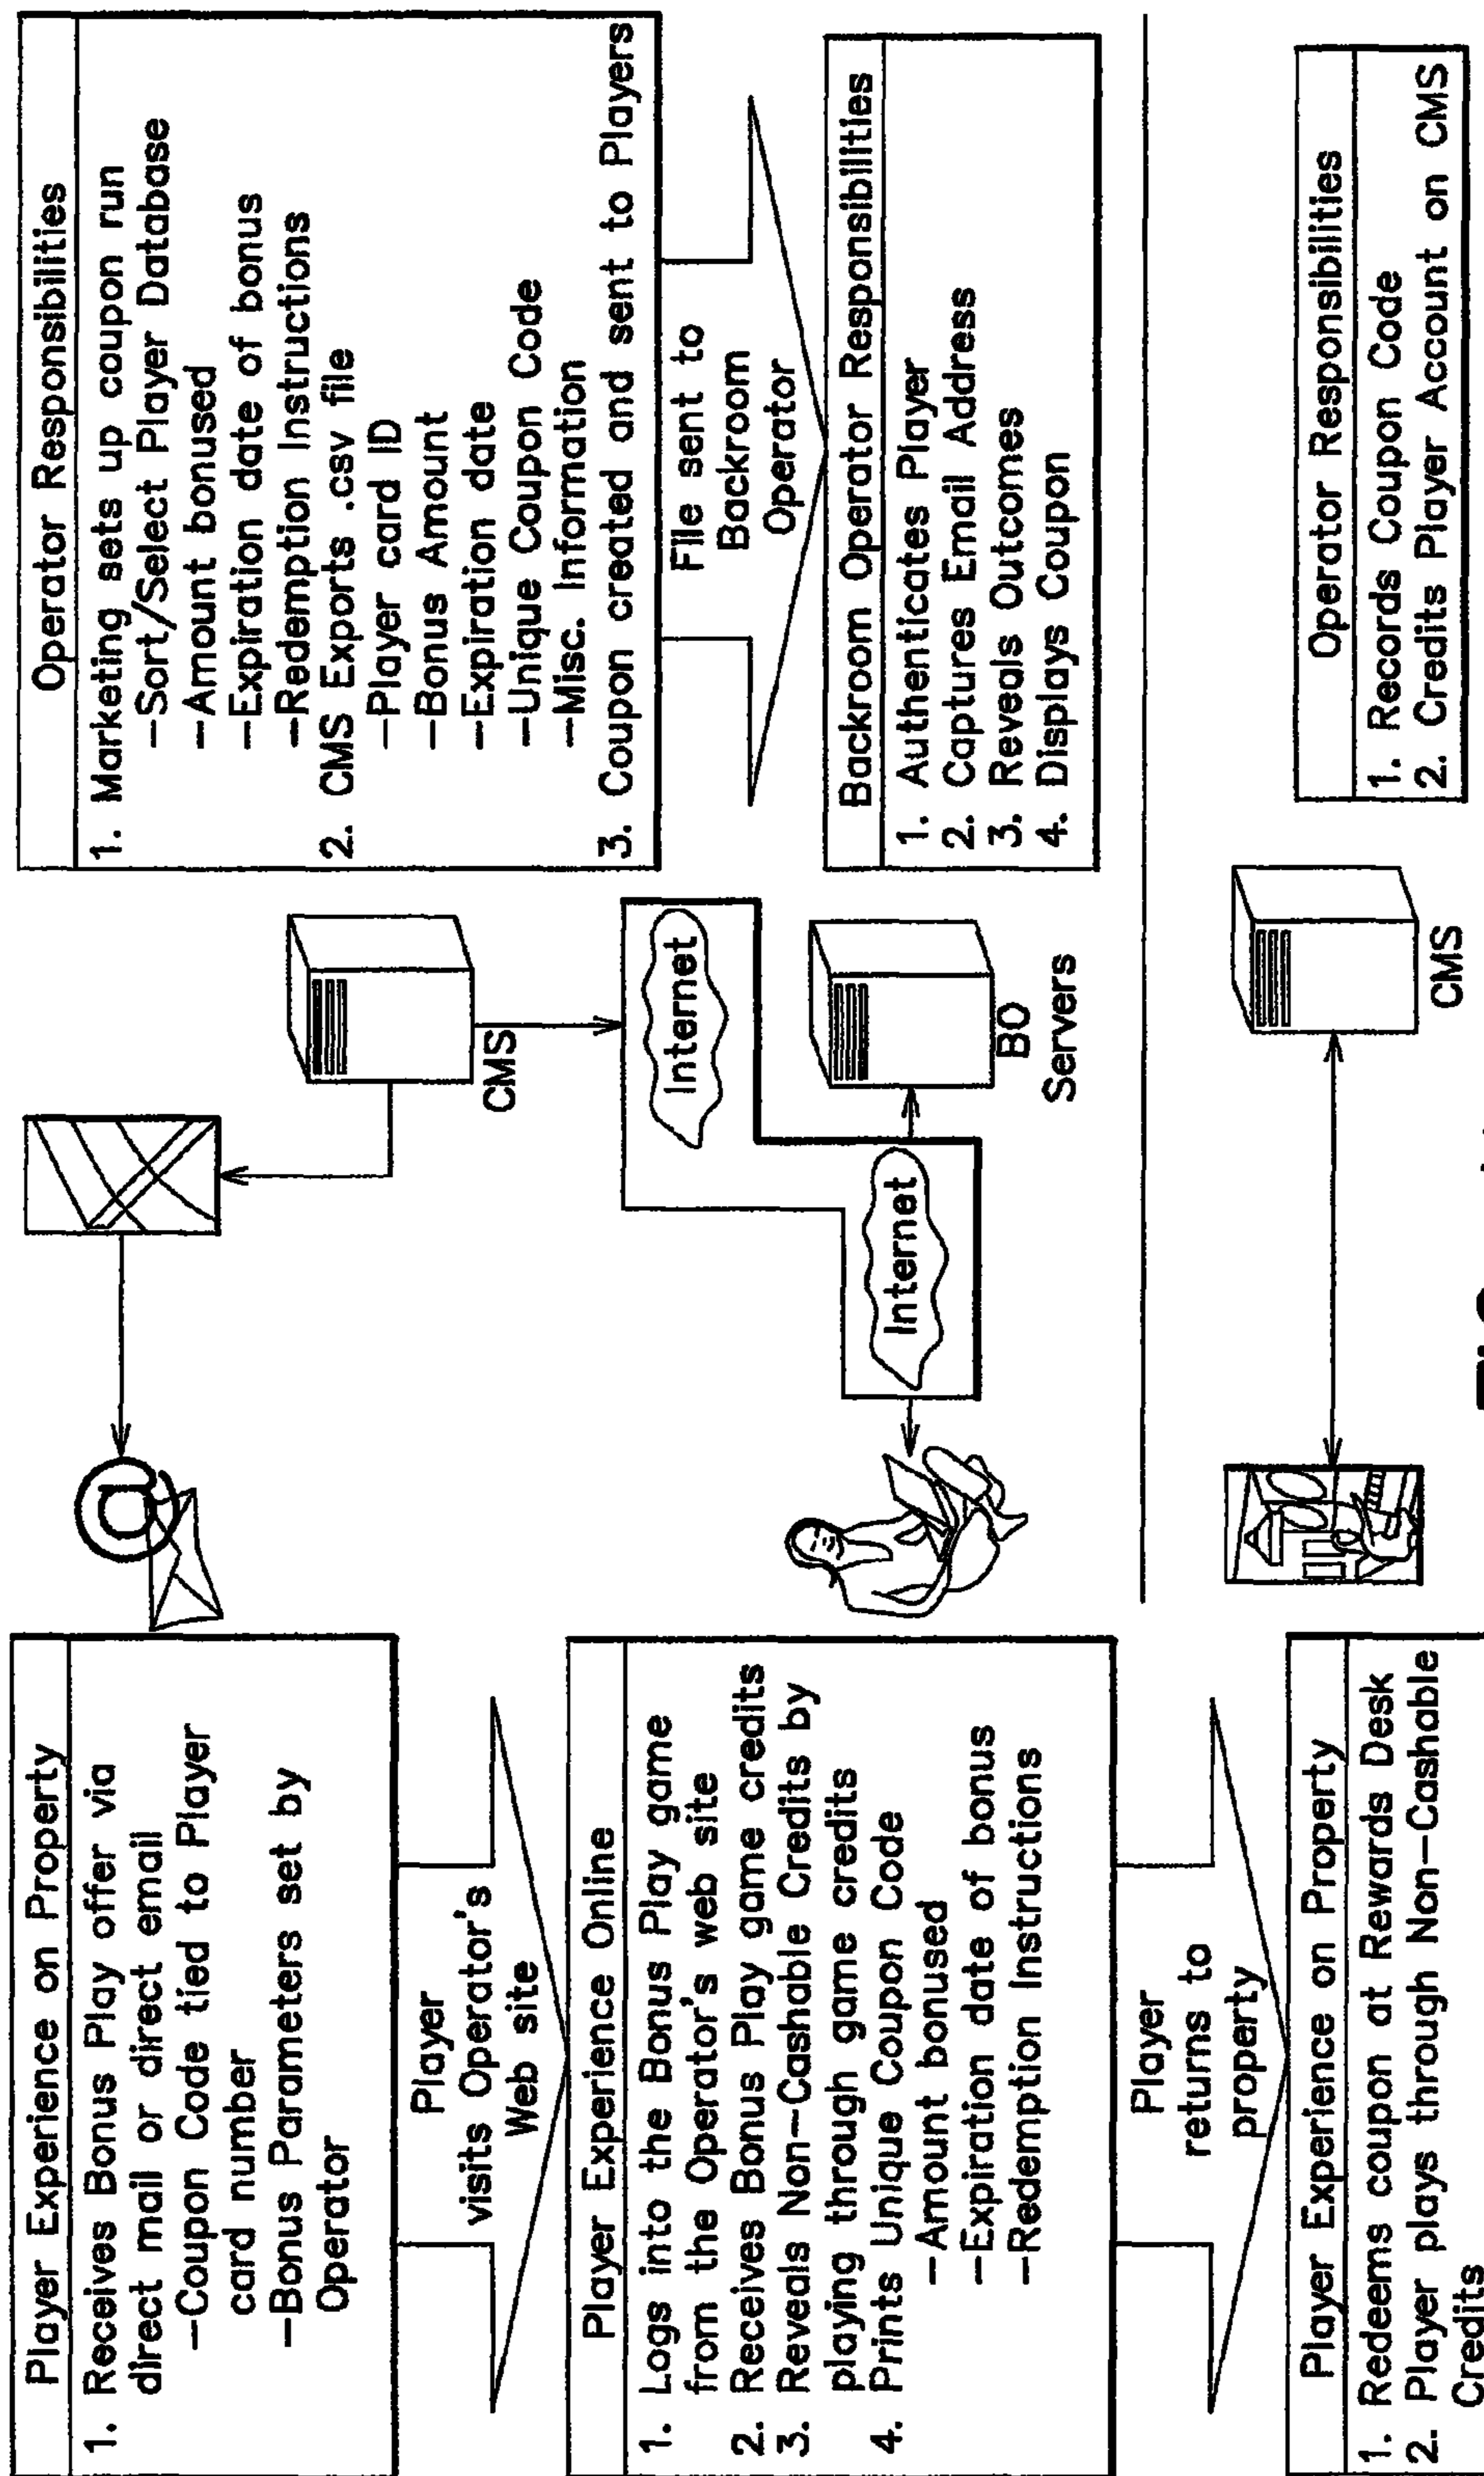 Player Experience on Property
1. Receives Bonus Play offer via
direct mail or direct email
—Coupon Code tied to Player
card number
—Bonus Parameters set by
Operator
Player
visits Operator's
Web site
Player Experience Online
1. Logs into the Bonus Play game
from the Operator's web site
2. Receives Bonus Play game credits
3. Reveals Non—Cashable Credits by
playing through game credits
4. Prints Unique Coupon Code
—Amount bonused
—Expiration date of bonus
—Redemption Instructions
Player
returns to
property
Player Experience on Property
1. Redeems coupon at Rewards Desk
2. Player plays through Non—Cashable
Credits
@
CMS
Internet
Internet
BO
Servers
CMS
Operator Responsibilities
1. Marketing sets up coupon run
—Sort/Select Player Database
—Amount bonused
—Expiration date of bonus
—Redemption Instructions
2. CMS Exports .csv file
—Player card ID
—Bonus Amount
—Expiration date
—Unique Coupon Code
—Misc. Information
3. Coupon created and sent to Players
File sent to
Backroom
Operator
Backroom Operator Responsibilities
1. Authenticates Player
2. Captures Email Address
3. Reveals Outcomes
4. Displays Coupon
Operator Responsibilities
1. Records Coupon Code
2. Credits Player Account on CMS